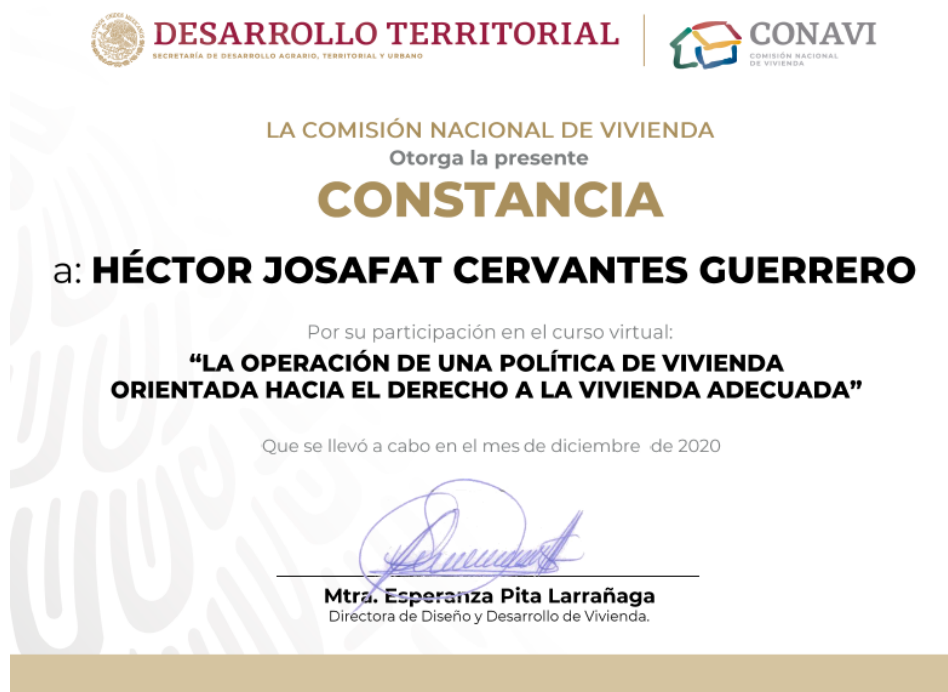 DESARROLLO TERRITORIAL
SECRETARÍA DE DESARROLLO AGRARIO, TERRITORIAL Y URBANO
CONAVI
COMISIÓN NACIONAL
DE VIVIENDA
LA COMISIÓN NACIONAL DE VIVIENDA
Otorga la presente
CONSTANCIA
a: HÉCTOR JOSAFAT CERVANTES GUERRERO
Por su participación en el curso virtual:
“LA OPERACIÓN DE UNA POLÍTICA DE VIVIENDA
ORIENTADA HACIA EL DERECHO A LA VIVIENDA ADECUADA”
Que se llevó a cabo en el mes de diciembre de 2020
Mtra. Esperanza Pita Larrañaga
Directora de Diseño y Desarrollo de Vivienda.